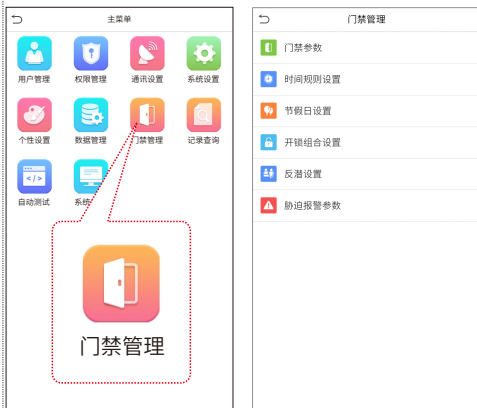 主菜单
用户管理 权限管理 通讯设置 系统设置
个性设置 数据管理 门禁管理 记录查询
自动测试 系统
门禁管理
门禁管理
门禁参数
时间规则设置
节假日设置
开锁组合设置
反潜设置
胁迫报警参数